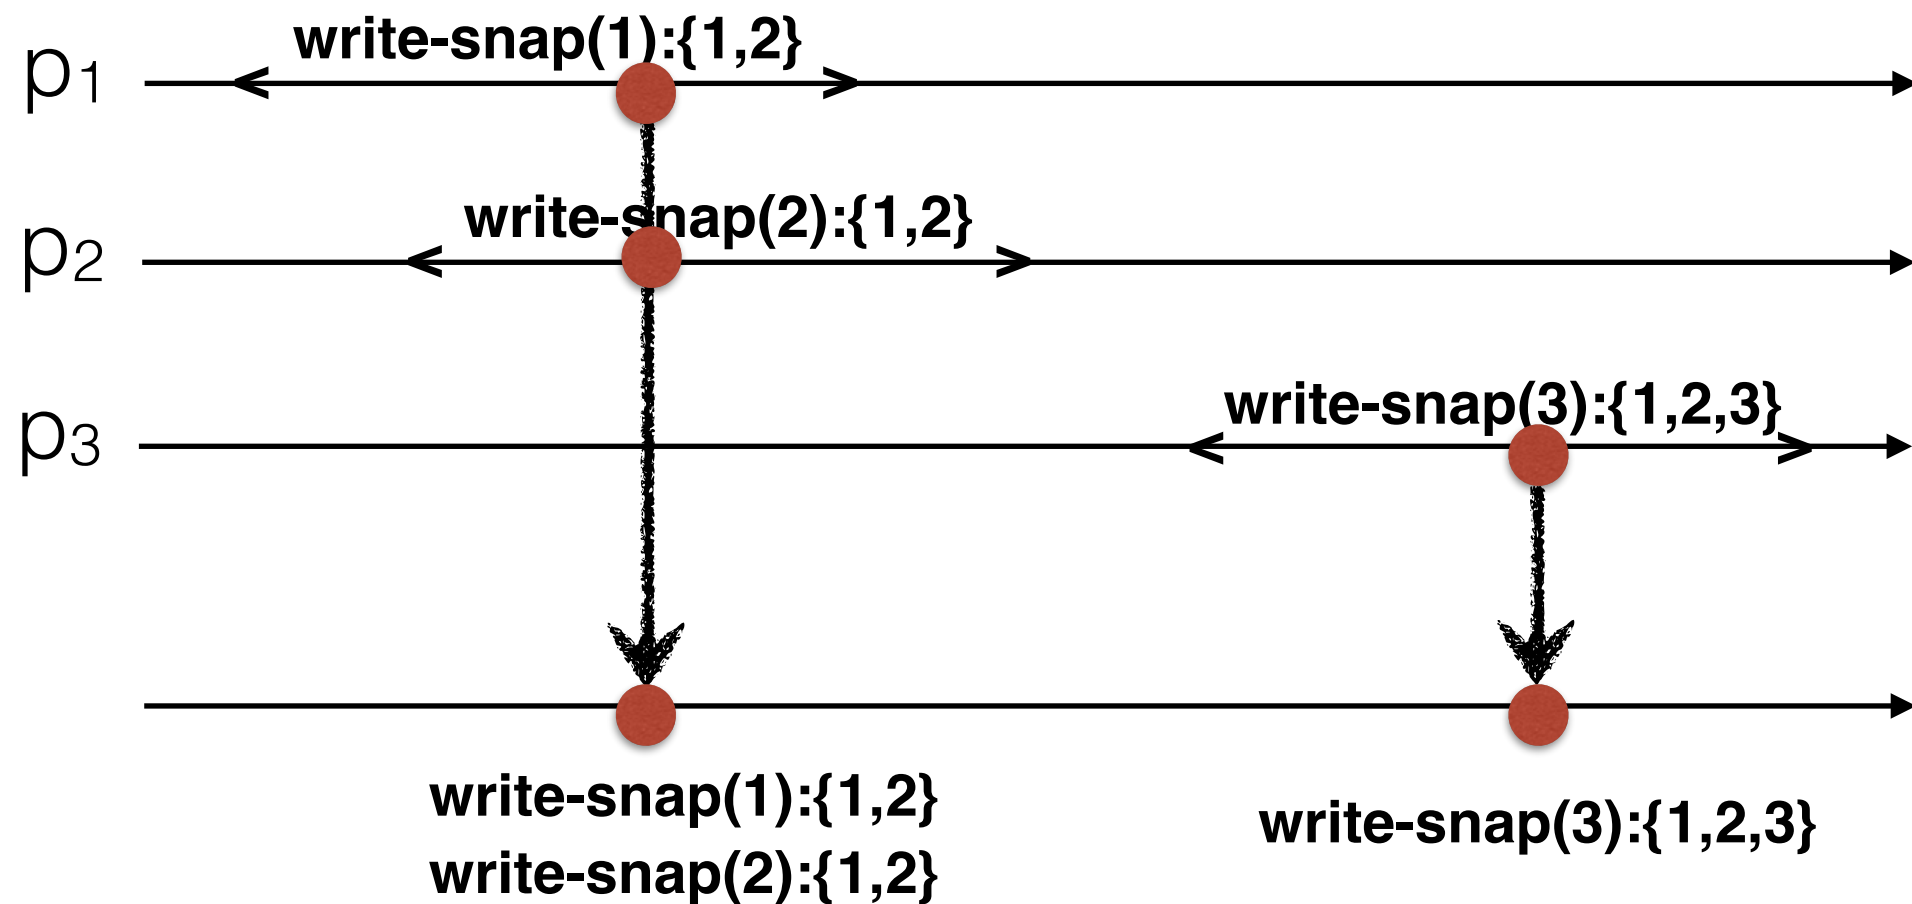 write-snap(1):{1,2}
p1
write-snap(2):{1,2}
p2
write-snap(3):{1,2,3}
p3
write-snap(1):{1,2}
write-snap(3):{1,2,3}
write-snap(2):{1,2}